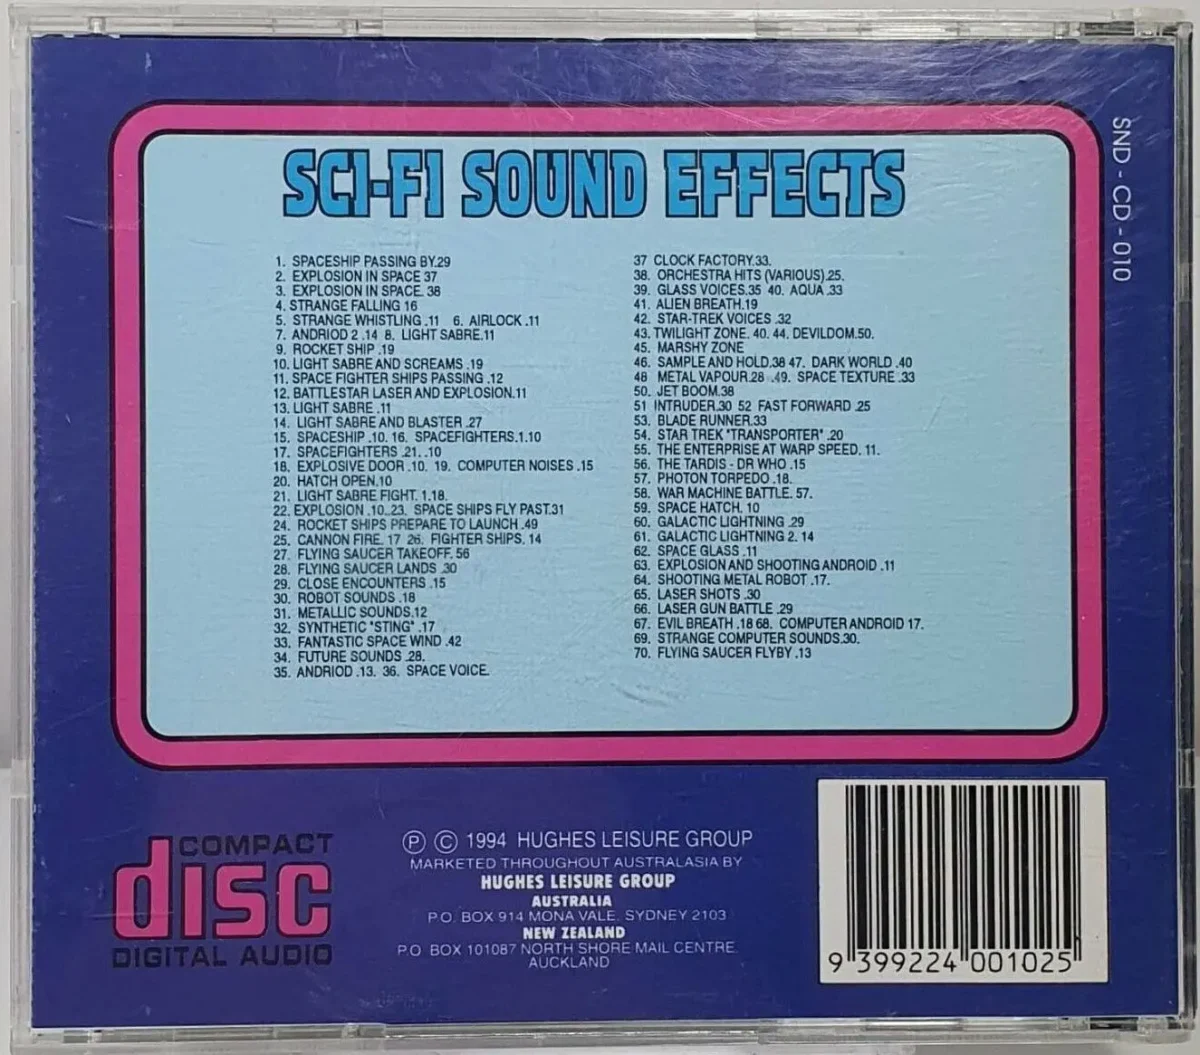 SCI-FI SOUND EFFECTS
1. SPACESHIP PASSING BY.29
2. EXPLOSION IN SPACE 37
3. EXPLOSION IN SPACE. 38
4. STRANGE FALLING 16
5. STRANGE WHISTLING .11 6. AIRLOCK .11
7. ANDRIOD 2 .14 8. LIGHT SABRE.11
9. ROCKET SHIP .19
10. LIGHT SABRE AND SCREAMS .19
11. SPACE FIGHTER SHIPS PASSING .12
12. BATTLESTAR LASER AND EXPLOSION.11
13. LIGHT SABRE .11
14. LIGHT SABRE AND BLASTER .27
15. SPACESHIP .10. 16. SPACEFIGHTERS.1.10
17. SPACEFIGHTERS .21. .10
18. EXPLOSIVE DOOR .10. 19. COMPUTER NOISES .15
20. HATCH OPEN.10
21. LIGHT SABRE FIGHT. 1.18.
22. EXPLOSION .10..23. SPACE SHIPS FLY PAST.31
24. ROCKET SHIPS PREPARE TO LAUNCH .49
25. CANNON FIRE. 17 26. FIGHTER SHIPS. 14
27. FLYING SAUCER TAKEOFF. 56
28. FLYING SAUCER LANDS .30
29. CLOSE ENCOUNTERS .15
30. ROBOT SOUNDS .18
31. METALLIC SOUNDS.12
32. SYNTHETIC "STING" .17
33. FANTASTIC SPACE WIND .42
34. FUTURE SOUNDS .28.
35. ANDRIOD .13. 36. SPACE VOICE.
37 CLOCK FACTORY.33.
38. ORCHESTRA HITS (VARIOUS).25.
39. GLASS VOICES.35 40. AQUA .33
41. ALIEN BREATH.19
42. STAR-TREK VOICES .32
43. TWILIGHT ZONE. 40. 44. DEVILDOM.50.
45. MARSHY ZONE
46. SAMPLE AND HOLD.38 47. DARK WORLD .40
48 METAL VAPOUR.28 .49. SPACE TEXTURE .33
50. JET BOOM.38
51 INTRUDER.30 52 FAST FORWARD .25
53. BLADE RUNNER.33
54. STAR TREK "TRANSPORTER" .20
55. THE ENTERPRISE AT WARP SPEED. 11.
56. THE TARDIS - DR WHO .15
57. PHOTON TORPEDO .18.
58. WAR MACHINE BATTLE. 57.
59. SPACE HATCH. 10
60. GALACTIC LIGHTNING .29
61. GALACTIC LIGHTNING 2. 14
62. SPACE GLASS .11
63. EXPLOSION AND SHOOTING ANDROID .11
64. SHOOTING METAL ROBOT .17.
65. LASER SHOTS .30
66. LASER GUN BATTLE .29
67. EVIL BREATH .18 68. COMPUTER ANDROID 17.
69. STRANGE COMPUTER SOUNDS.30.
70. FLYING SAUCER FLYBY .13
SND - CD - 010
COMPACT
disc
DIGITAL AUDIO
Ⓟ © 1994 HUGHES LEISURE GROUP
MARKETED THROUGHOUT AUSTRALASIA BY
HUGHES LEISURE GROUP
AUSTRALIA
P.O. BOX 914 MONA VALE. SYDNEY 2103
NEW ZEALAND
P.O. BOX 101087 NORTH SHORE MAIL CENTRE.
AUCKLAND
9 399224 001025